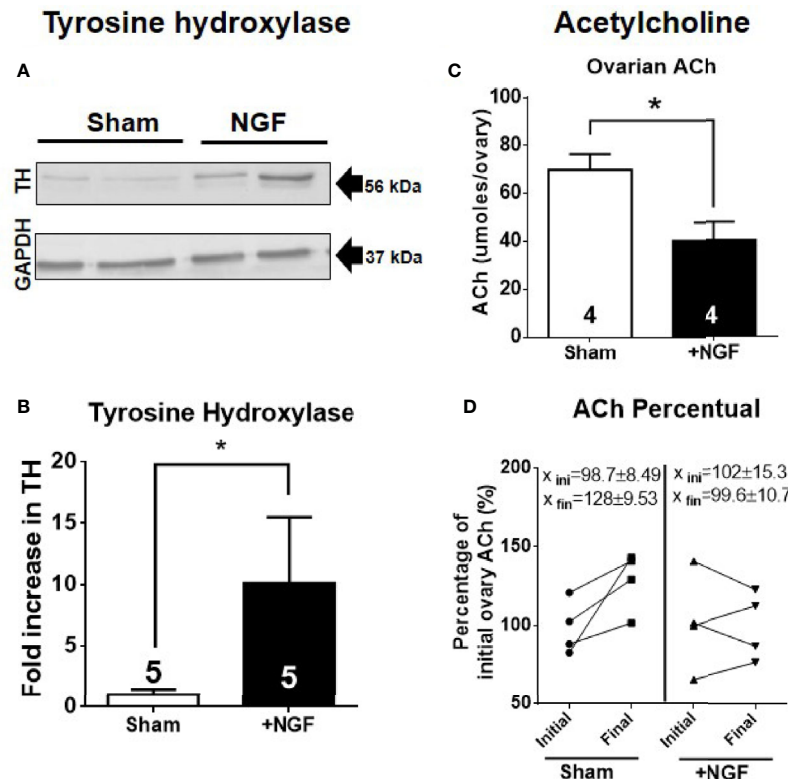 Tyrosine hydroxylase
A
Sham NGF
TH
56 kDa
GAPDH
37 kDa
B
Tyrosine Hydroxylase
*
Fold increase in TH
20
15
10
5
0
5
5
Sham
+NGF
Acetylcholine
C
Ovarian ACh
*
ACh (umoles/ovary)
100
80
60
40
20
0
4
4
Sham
+NGF
D
ACh Percentual
Percentage of
initial ovary ACh (%)
200
150
100
50
X ini=98.7±8.49
X fin=128±9.53
X ini=102±15.3
X fin=99.6±10.7
Initial
Final
Initial
Final
Sham
+NGF